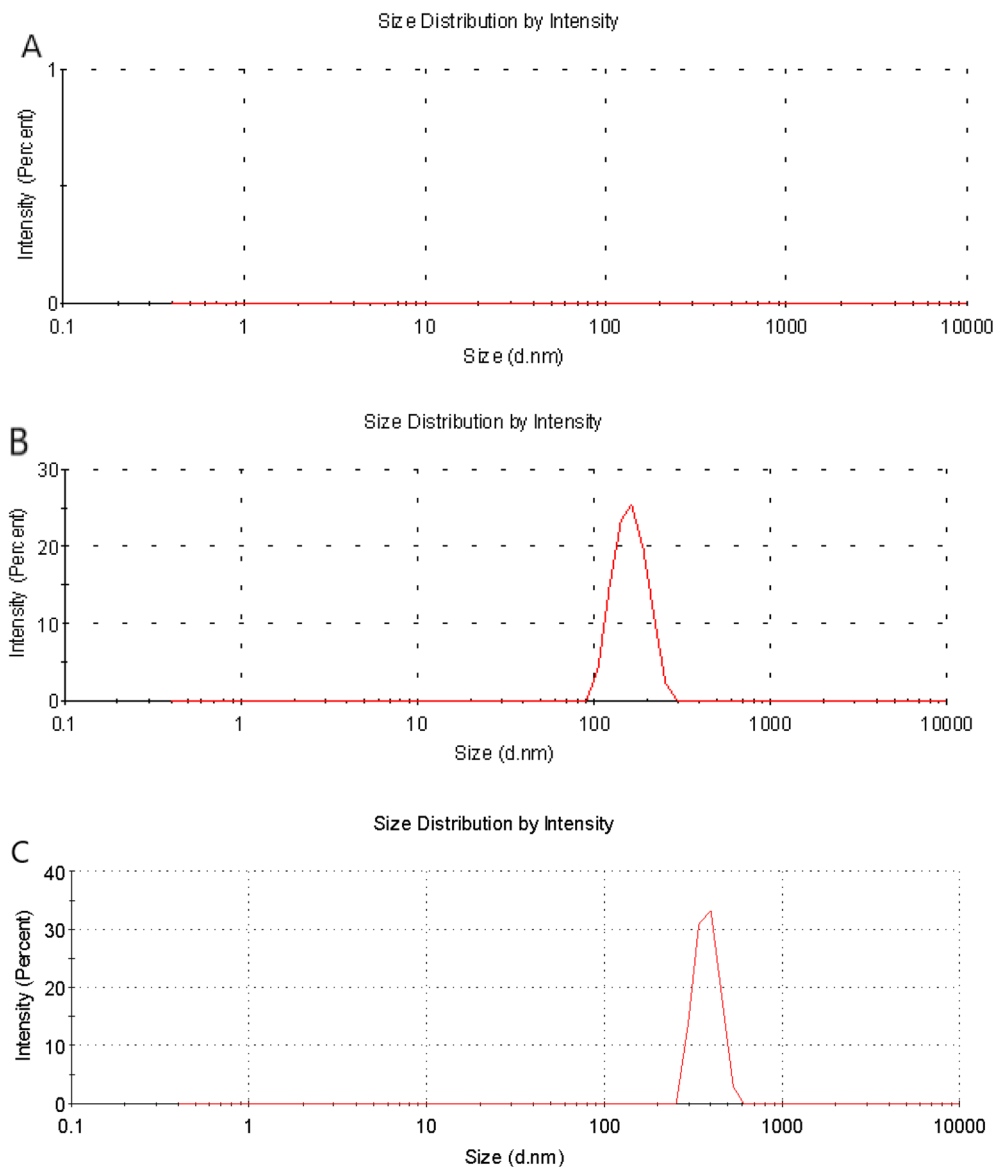 Size Distribution by Intensity
A
1
0
Intensity (Percent)
0.1 1 10 100 1000 10000
Size (d.nm)
Size Distribution by Intensity
B
30
20
10
0
Intensity (Percent)
0.1 1 10 100 1000 10000
Size (d.nm)
Size Distribution by Intensity
C
40
30
20
10
0
Intensity (Percent)
0.1 1 10 100 1000 10000
Size (d.nm)